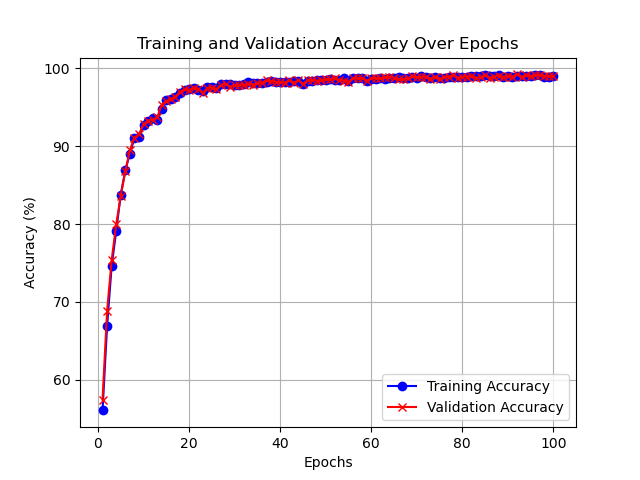 Training and Validation Accuracy Over Epochs
100
90
80
70
60
Accuracy (%)
Training Accuracy
Validation Accuracy
0 20 40 60 80 100
Epochs